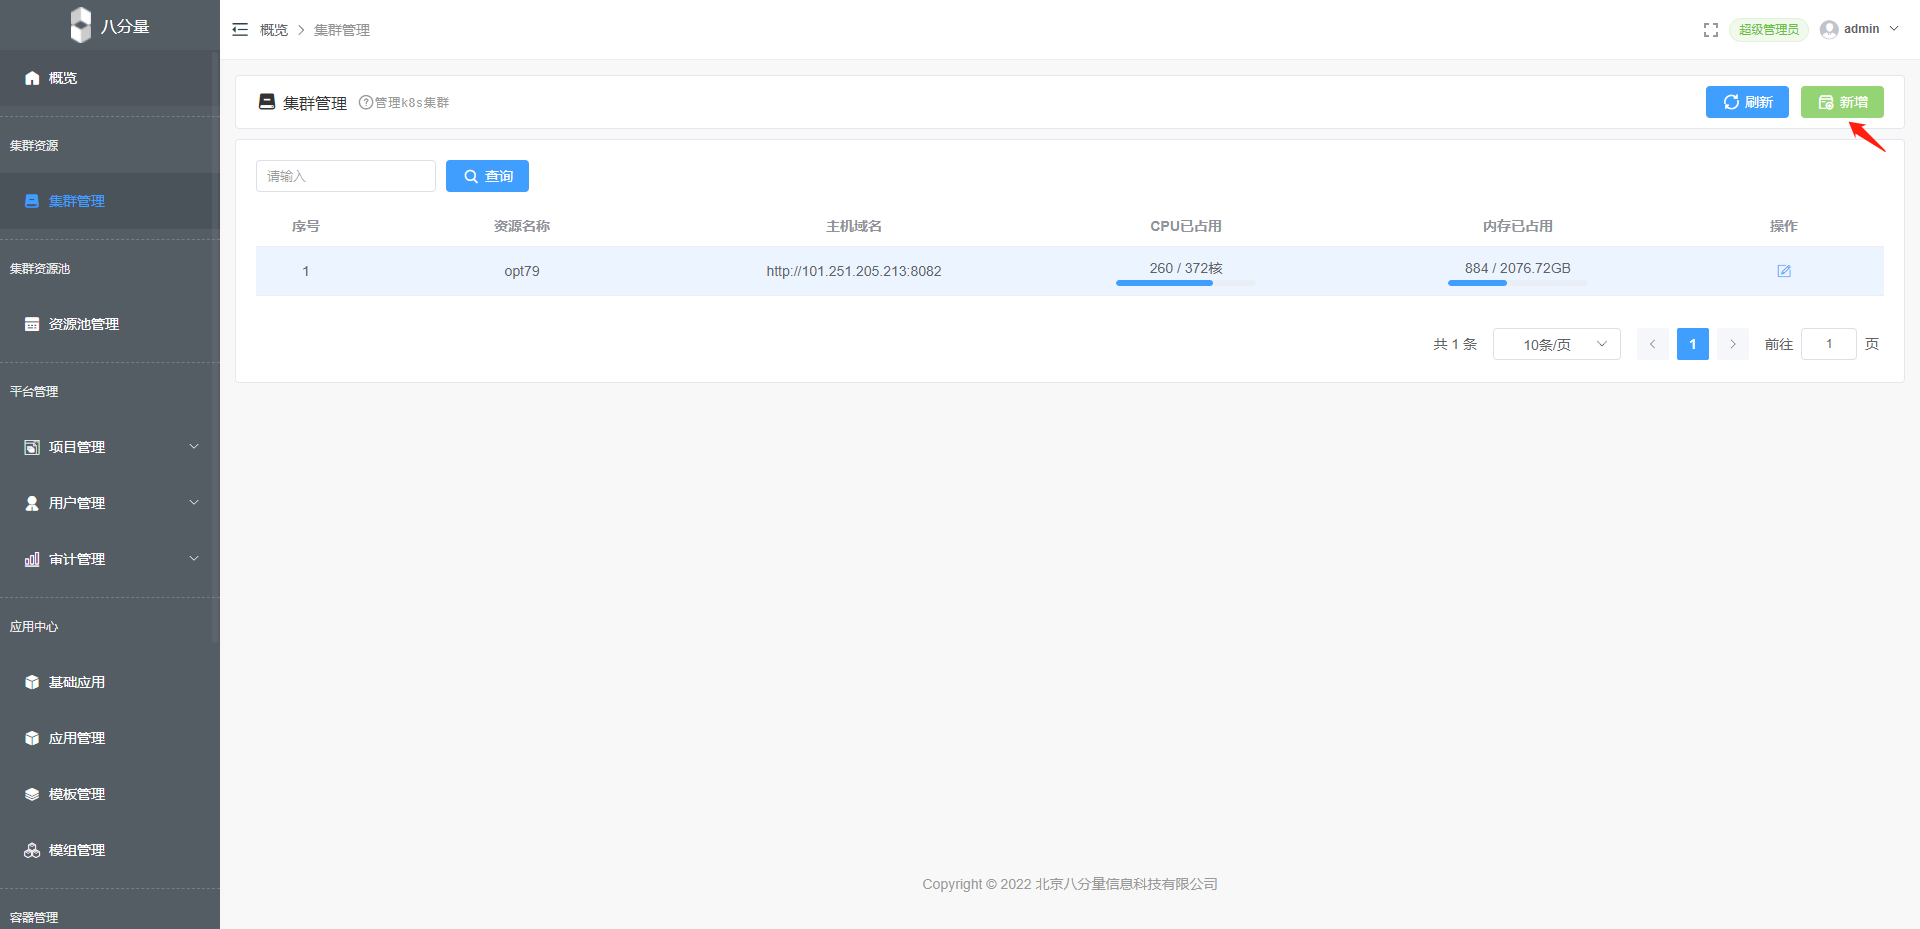 八分量
概览
集群资源
集群管理
集群资源池
资源池管理
平台管理
项目管理
用户管理
审计管理
应用中心
基础应用
应用管理
模板管理
模组管理
容器管理
概览 > 集群管理
超级管理员 admin
集群管理 ?管理k8s集群
刷新 新增
请输入 查询
序号 资源名称 主机域名 CPU已占用 内存已占用 操作
1 opt79 http://101.251.205.213:8082 260 / 372核 884 / 2076.72GB
共 1 条 10条/页 < 1 > 前往 1 页
Copyright © 2022 北京八分量信息科技有限公司